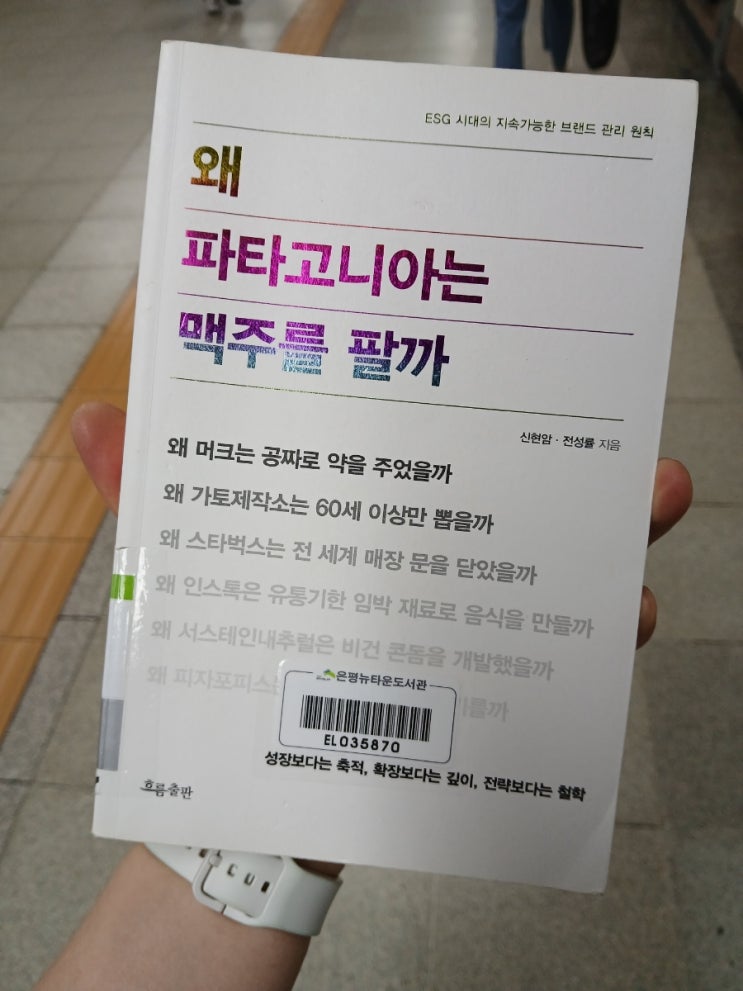 ESG 시대의 지속가능한 브랜드 관리 원칙
왜
파타고니아는
맥주를 팔까
신현암 · 전성률 지음
왜 머크는 공짜로 약을 주었을까
왜 가토제작소는 60세 이상만 뽑을까
왜 스타벅스는 전 세계 매장 문을 닫았을까
왜 인스톡은 유통기한 임박 재료로 음식을 만들까
왜 서스테인내추럴은 비건 콘돔을 개발했을까
왜 피자포피스
은평뉴타운도서관
EL035870
성장보다는 축적, 확장보다는 깊이, 전략보다는 철학
흐름출판